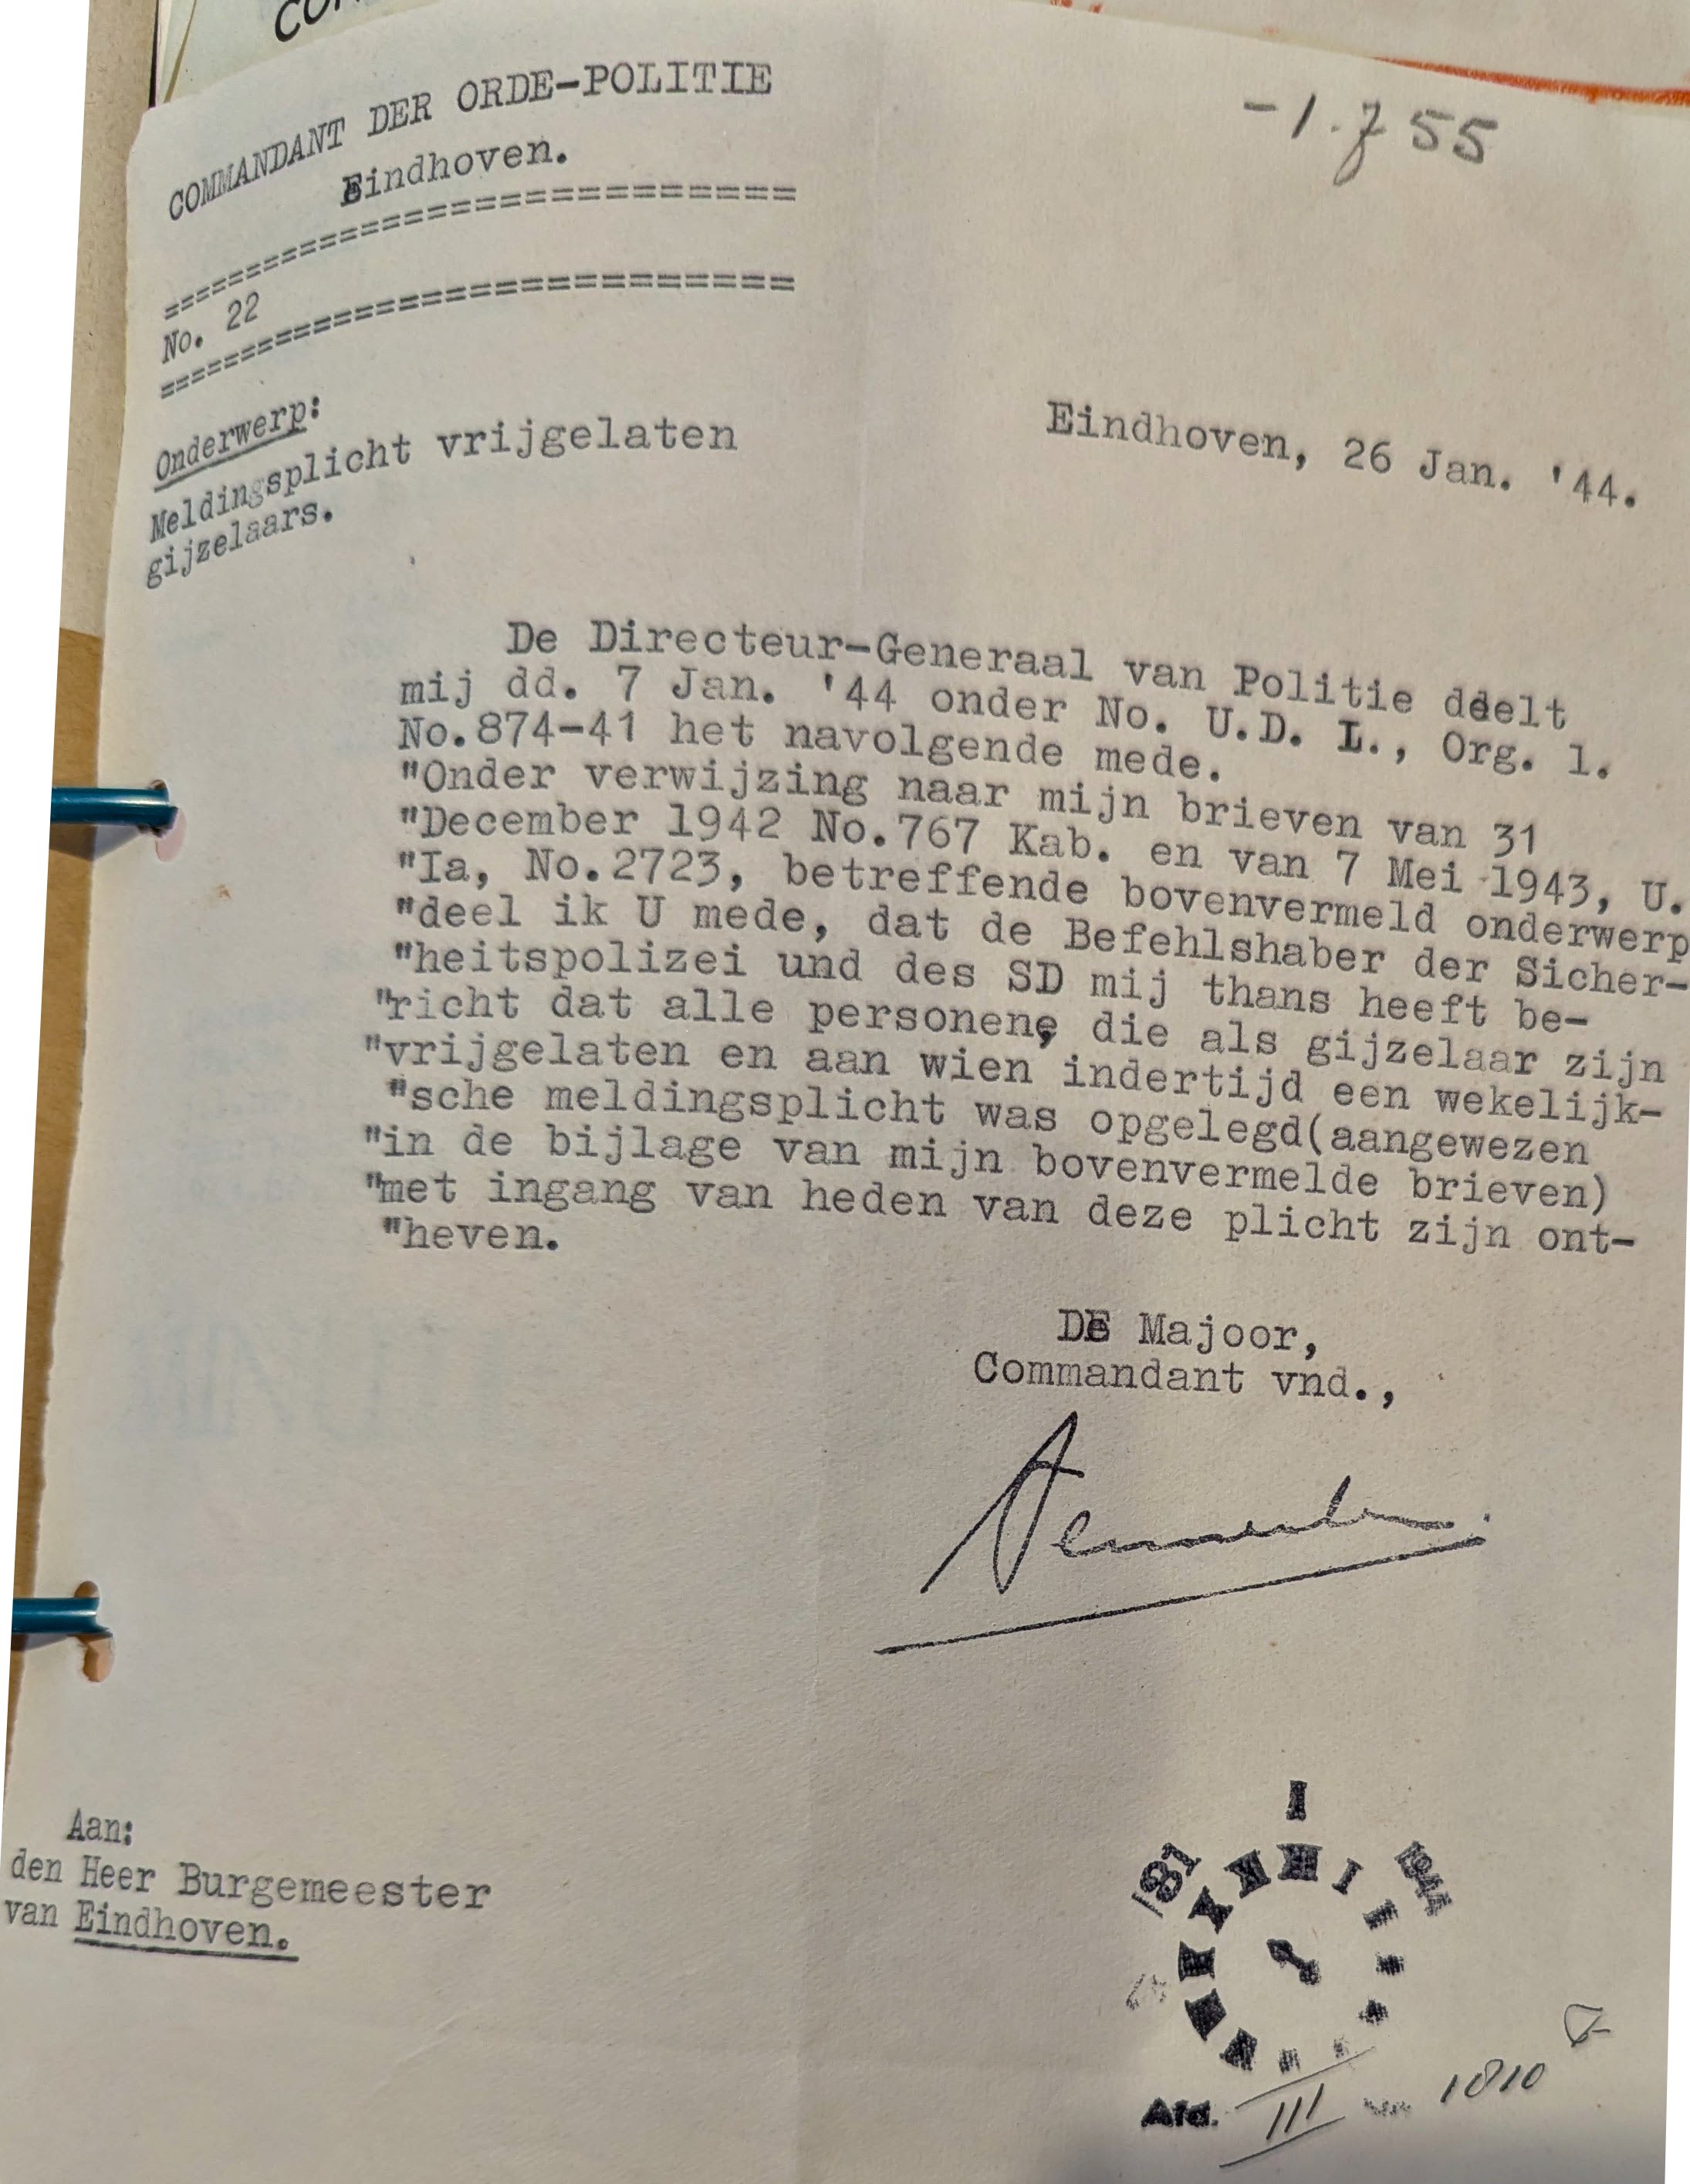 -1.755
COMMANDANT DER ORDE-POLITIE
Eindhoven.
==========================
No. 22
==========================
Onderwerp:
Meldingsplicht vrijgelaten
gijzelaars.
Eindhoven, 26 Jan. '44.
De Directeur-Generaal van Politie deelt
mij dd. 7 Jan. '44 onder No. U.D. L., Org. 1.
No.874-41 het navolgende mede.
"Onder verwijzing naar mijn brieven van 31
"December 1942 No.767 Kab. en van 7 Mei 1943, U.
"Ia, No.2723, betreffende bovenvermeld onderwerp
"deel ik U mede, dat de Befehlshaber der Sicher-
"heitspolizei und des SD mij thans heeft be-
"richt dat alle personen, die als gijzelaar zijn
"vrijgelaten en aan wien indertijd een wekelijk-
"sche meldingsplicht was opgelegd(aangewezen
"in de bijlage van mijn bovenvermelde brieven)
"met ingang van heden van deze plicht zijn ont-
"heven.
DE Majoor,
Commandant vnd.,
Aan:
den Heer Burgemeester
van Eindhoven.
I
1944
Afd. III 1810